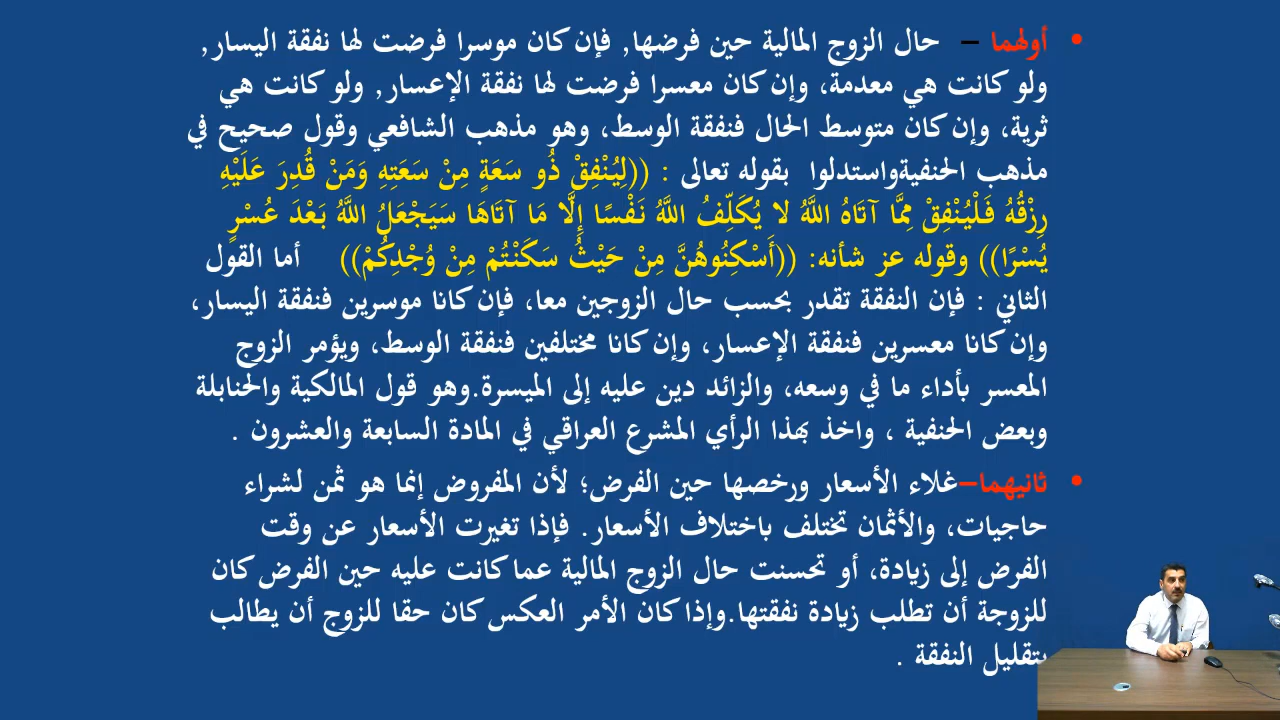 • أولهما – حال الزوج المالية حين فرضها, فإن كان موسرا فرضت لها نفقة اليسار,
ولو كانت هي معدمة، وإن كان معسرا فرضت لها نفقة الإعسار, ولو كانت هي
ثرية، وإن كان متوسط الحال فنفقة الوسط، وهو مذهب الشافعي وقول صحيح في
مذهب الحنفيةواستدلوا بقوله تعالى : ((لِيُنْفِقْ ذُو سَعَةٍ مِنْ سَعَتِهِ وَمَنْ قُدِرَ عَلَيْهِ
رِزْقُهُ فَلْيُنْفِقْ مِمَّا آتَاهُ اللَّهُ لا يُكَلِّفُ اللَّهُ نَفْسًا إِلَّا مَا آتَاهَا سَيَجْعَلُ اللَّهُ بَعْدَ عُسْرٍ
يُسْرًا)) وقوله عز شأنه: ((أَسْكِنُوهُنَّ مِنْ حَيْثُ سَكَنْتُمْ مِنْ وُجْدِكُمْ)) أما القول
الثاني : فإن النفقة تقدر بحسب حال الزوجين معا، فإن كانا موسرين فنفقة اليسار،
وإن كانا معسرين فنفقة الإعسار، وإن كانا مختلفين فنفقة الوسط، ويؤمر الزوج
المعسر بأداء ما في وسعه، والزائد دين عليه إلى الميسرة.وهو قول المالكية والحنابلة
وبعض الحنفية ، واخذ بهذا الرأي المشرع العراقي في المادة السابعة والعشرون .
• ثانيهما–غلاء الأسعار ورخصها حين الفرض؛ لأن المفروض إنما هو ثمن لشراء
حاجيات، والأثمان تختلف باختلاف الأسعار. فإذا تغيرت الأسعار عن وقت
الفرض إلى زيادة، أو تحسنت حال الزوج المالية عما كانت عليه حين الفرض كان
للزوجة أن تطلب زيادة نفقتها.وإذا كان الأمر العكس كان حقا للزوج أن يطالب
بتقليل النفقة .